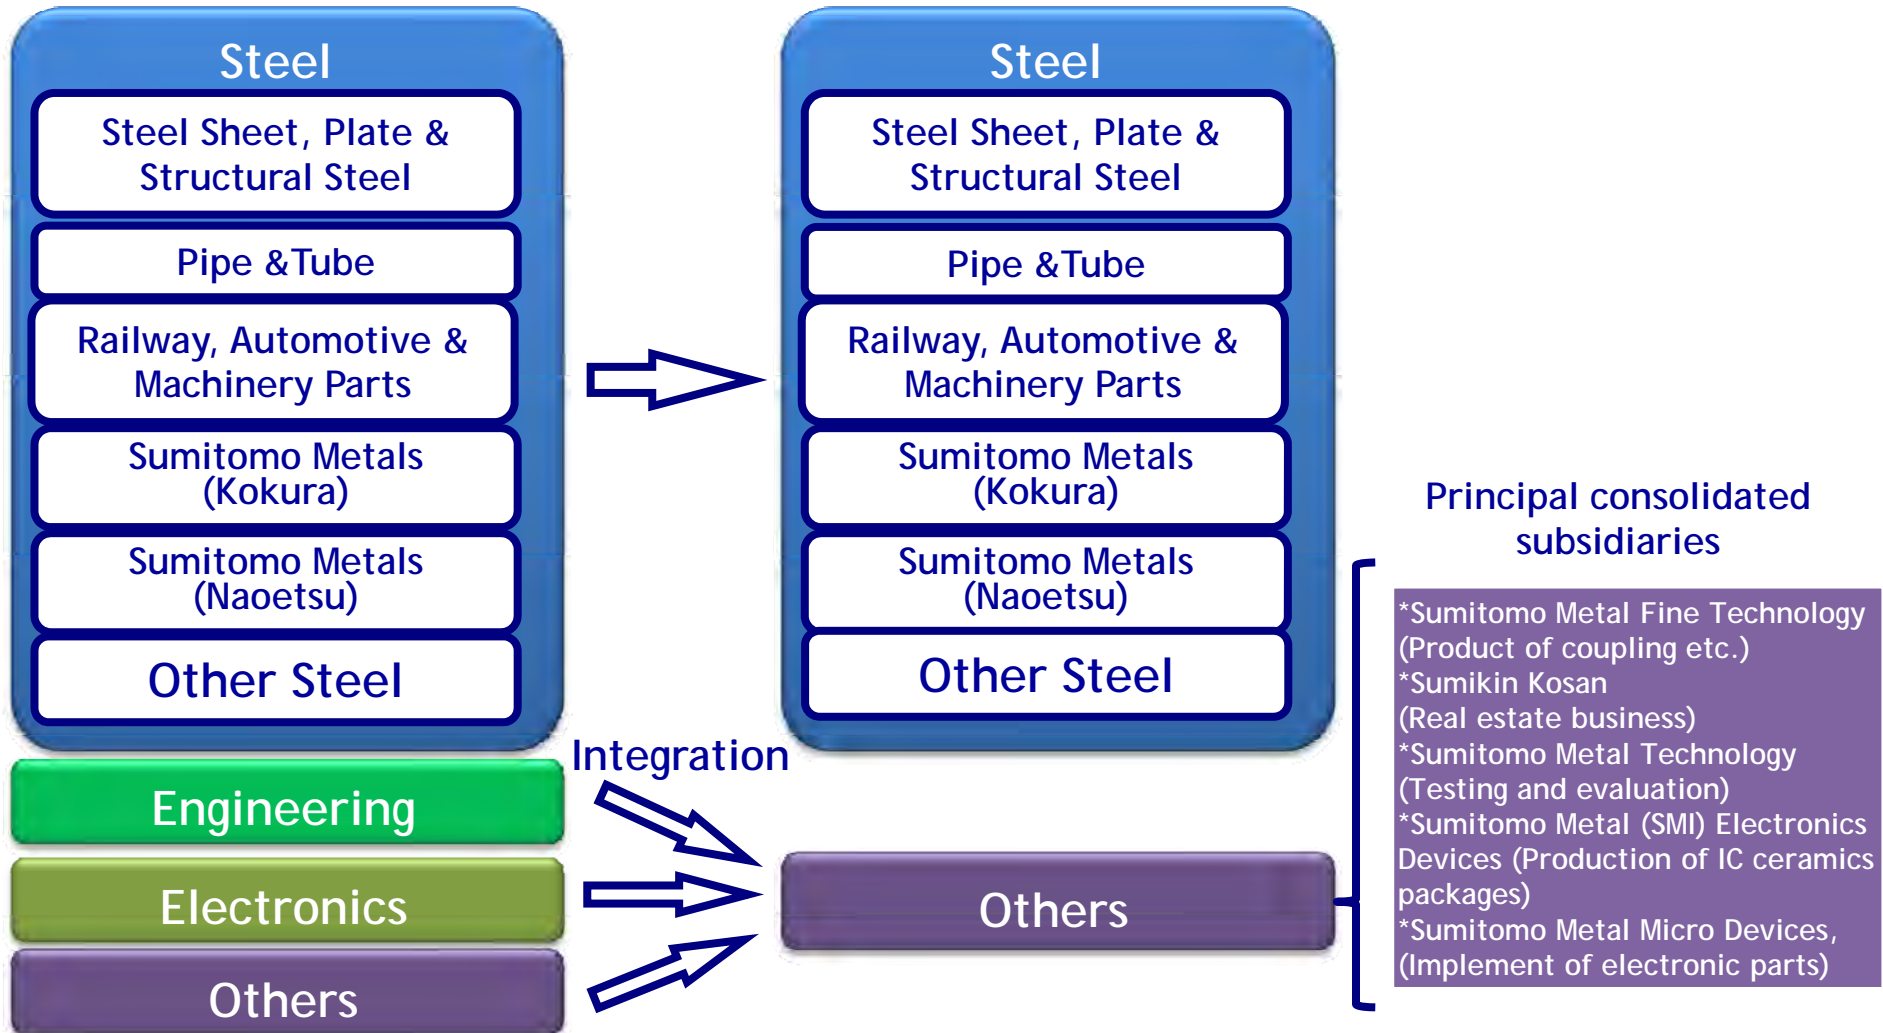 Steel
Steel Sheet, Plate &
Structural Steel
Pipe &Tube
Railway, Automotive &
Machinery Parts
Sumitomo Metals
(Kokura)
Sumitomo Metals
(Naoetsu)
Other Steel
Engineering
Electronics
Others
Integration
Steel
Steel Sheet, Plate &
Structural Steel
Pipe &Tube
Railway, Automotive &
Machinery Parts
Sumitomo Metals
(Kokura)
Sumitomo Metals
(Naoetsu)
Other Steel
Others
Principal consolidated
subsidiaries
*Sumitomo Metal Fine Technology
(Product of coupling etc.)
*Sumikin Kosan
(Real estate business)
*Sumitomo Metal Technology
(Testing and evaluation)
*Sumitomo Metal (SMI) Electronics
Devices (Production of IC ceramics
packages)
*Sumitomo Metal Micro Devices,
(Implement of electronic parts)